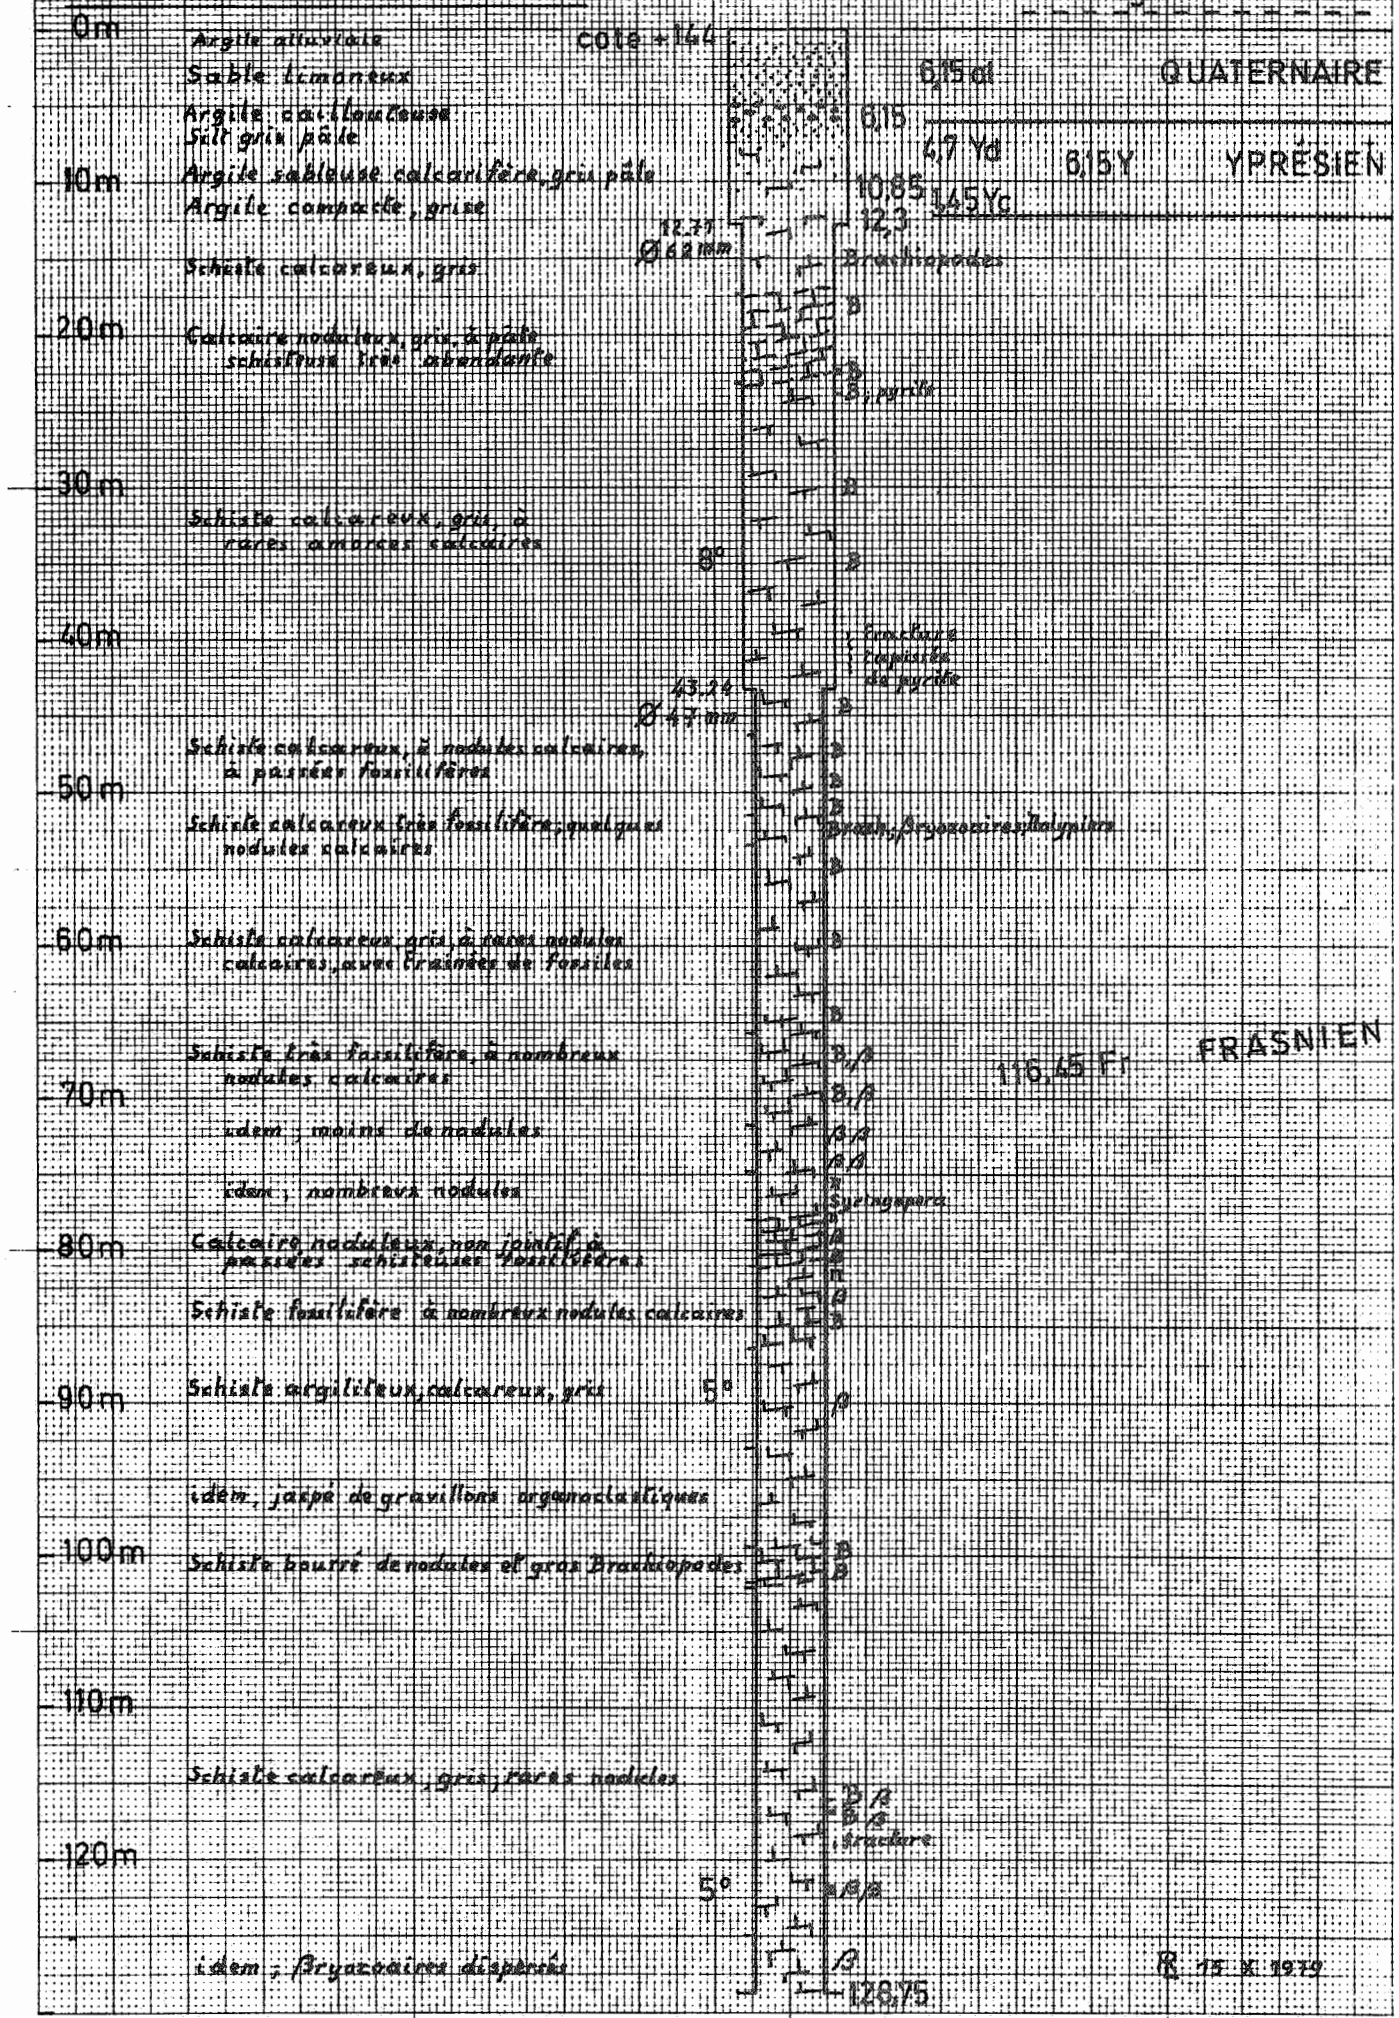 0m
Argile alluviale
cote +144
Sable limoneux
6,15 al
QUATERNAIRE
Argile caillouteuse
6,15
Silt gris pâle
4,7 Yd
6,15 Y
YPRÉSIEN
10m
Argile sableuse calcarifère, gris pâle
10,85
1,45 Yc
Argile compacte, grise
12,3
12.71
Ø 62 mm
Schiste calcareux, gris
Brachiopodes
B
20m
Calcaire noduleux, gris, à pâte
schisteuse très abondante
B
B, pyrite
30m
B
Schiste calcareux, gris, à
rares amorces calcaires
8°
B
40m
fracture
tapissée
de pyrite
43.24
Ø 47 mm
B
Schiste calcareux, à nodules calcaires,
à passées fossilifères
B
50m
B
B
Schiste calcareux très fossilifère; quelques
nodules calcaires
Brach., Bryozoaires, Polypiers
B
60m
Schiste calcareux, gris, à rares nodules
calcaires, avec traînées de fossiles
B
B
FRASNIEN
Schiste très fossilifère, à nombreux
nodules calcaires
B, β
116,45 Fr
70m
B, β
idem ; moins de nodules
β β
β β
idem ; nombreux nodules
Syringopora
80m
Calcaire noduleux, non jointif, à
passées schisteuses fossilifères
Schiste fossilifère à nombreux nodules calcaires
B
Schiste argiliteux, calcareux, gris
5°
90m
β
idem, jaspé de gravillons organoclastiques
100m
B
Schiste bourré de nodules et gros Brachiopodes
B
110m
Schiste calcareux, gris; rares nodules
B β
B β
fracture
120m
5°
β β
idem ; Bryozoaires dispersés
β
15 X 1979
128,75